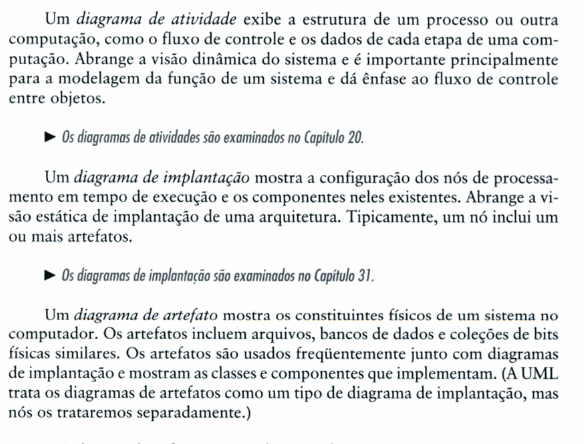 Um diagrama de atividade exibe a estrutura de um processo ou outra
computação, como o fluxo de controle e os dados de cada etapa de uma com-
putação. Abrange a visão dinâmica do sistema e é importante principalmente
para a modelagem da função de um sistema e dá ênfase ao fluxo de controle
entre objetos.
► Os diagramas de atividades são examinados no Capítulo 20.
Um diagrama de implantação mostra a configuração dos nós de processa-
mento em tempo de execução e os componentes neles existentes. Abrange a vi-
são estática de implantação de uma arquitetura. Tipicamente, um nó inclui um
ou mais artefatos.
► Os diagramas de implantação são examinados no Capítulo 31.
Um diagrama de artefato mostra os constituintes físicos de um sistema no
computador. Os artefatos incluem arquivos, bancos de dados e coleções de bits
físicas similares. Os artefatos são usados freqüentemente junto com diagramas
de implantação e mostram as classes e componentes que implementam. (A UML
trata os diagramas de artefatos como um tipo de diagrama de implantação, mas
nós os trataremos separadamente.)